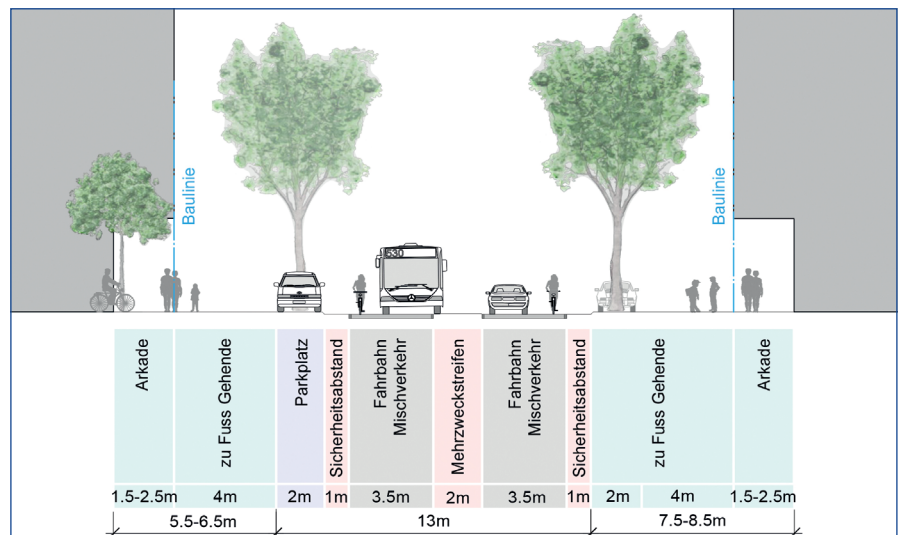 Baulinie
Baulinie
530
Arkade
zu Fuss Gehende
Parkplatz
Sicherheitsabstand
Fahrbahn
Mischverkehr
Mehrzweckstreifen
Fahrbahn
Mischverkehr
Sicherheitsabstand
zu Fuss Gehende
Arkade
1.5-2.5m 4m 2m 1m 3.5m 2m 3.5m 1m 2m 4m 1.5-2.5m
5.5-6.5m 13m 7.5-8.5m